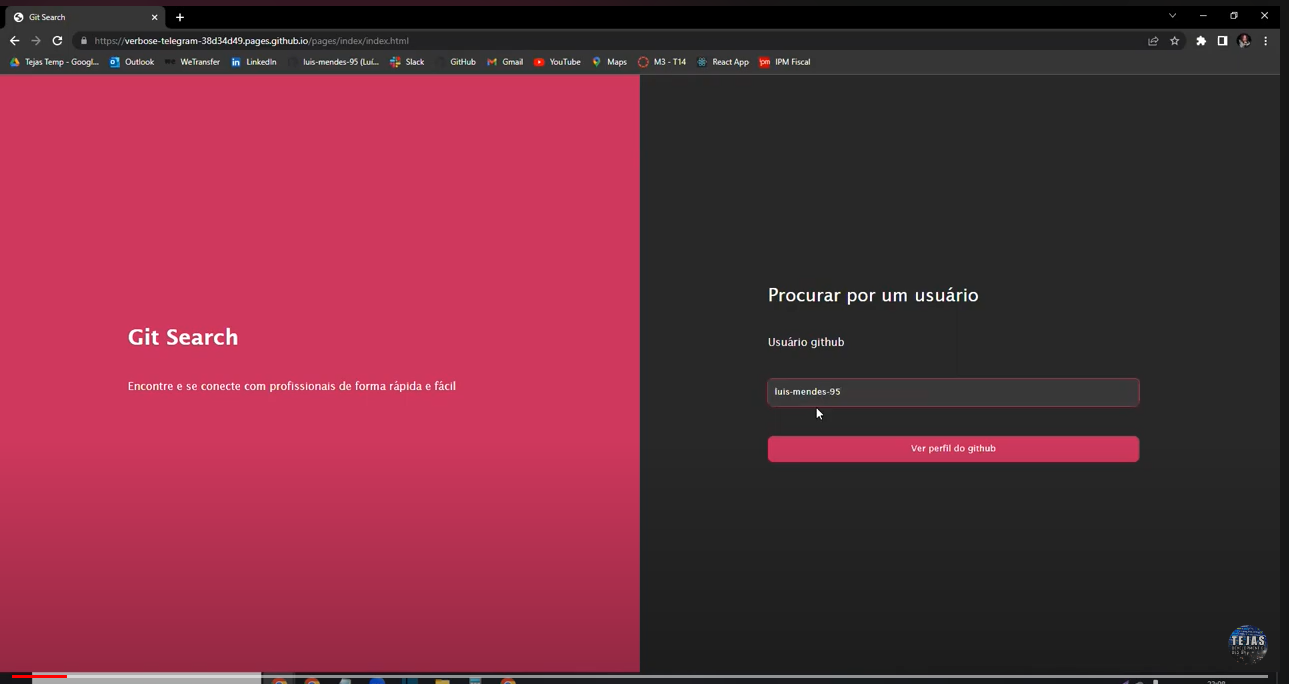 Git Search
https://verbose-telegram-38d34d49.pages.github.io/pages/index/index.html
Tejas Temp - Googl... Outlook WeTransfer LinkedIn luis-mendes-95 (Luí... Slack GitHub Gmail YouTube Maps M3 - T14 React App IPM Fiscal
Procurar por um usuário
Git Search
Usuário github
Encontre e se conecte com profissionais de forma rápida e fácil
luis-mendes-95
Ver perfil do github
TEJAS